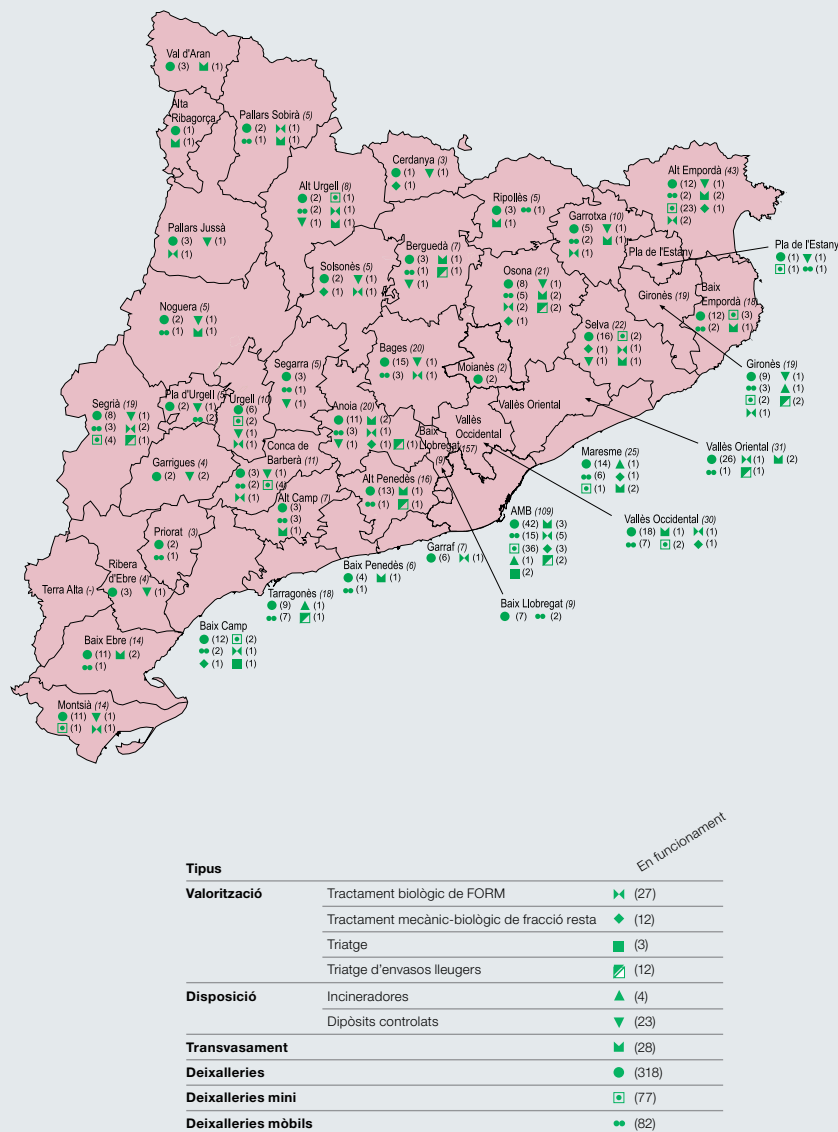 Val d'Aran
(3) (1)
Alta
Ribagorça
(1)
(1)
Pallars Sobirà (5)
(2) (1)
(1) (1)
Cerdanya (3)
(1) (1)
(1)
Alt Urgell (8)
(2) (1)
(2) (1)
(1) (1)
Ripollès (5)
(3) (1)
(1)
Alt Empordà (43)
(12) (1)
(2) (2)
(23) (1)
(2)
Garrotxa (10)
(5) (1)
(2) (1)
(1)
Pla de l'Estany
Pla de l'Estany
(1) (1)
(1) (1)
Pallars Jussà
(3) (1)
(1)
Berguedà (7)
(3) (1)
(1) (1)
(1)
Solsonès (5)
(2) (1)
(1) (1)
Osona (21)
(8) (1)
(5) (2)
(2) (2)
(1)
Gironès (19)
Baix
Empordà (18)
(12) (3)
(2) (1)
Noguera (5)
(2) (1)
(1) (1)
Selva (22)
(16) (2)
(1) (1)
(1) (1)
Bages (20)
(15) (1)
(3) (1)
Moianès (2)
(2)
Gironès (19)
(9) (1)
(3) (1)
(2) (2)
(1)
Segarra (5)
(3)
(1)
(1)
Segrià (19)
(8) (1)
(3) (2)
(4) (1)
Pla d'Urgell (5)
(2) (1)
(2)
Urgell (10)
(6)
(2)
(1)
(1)
Anoia (20)
(11) (2)
(3) (1)
(1) (1) (1)
Baix
Llobregat
(9)
Vallès
Occidental
(157)
Vallès Oriental
Vallès Oriental (31)
(26) (1) (2)
(1) (1)
Garrigues (4)
(2) (2)
Conca de
Barberà (11)
(3) (1)
(2) (4)
(1)
Alt Penedès (16)
(13) (1)
(1) (1)
Maresme (25)
(14) (1)
(6) (1)
(1) (2)
Alt Camp (7)
(3)
(3)
(1)
AMB (109)
(42) (3)
(15) (5)
(36) (3)
(1) (2)
(2)
Vallès Occidental (30)
(18) (1) (1)
(7) (2) (1)
Priorat (3)
(2)
(1)
Garraf (7)
(6) (1)
Baix Penedès (6)
(4) (1)
(1)
Terra Alta (-)
Ribera
d'Ebre (4)
(3) (1)
Tarragonès (18)
(9) (1)
(7) (1)
Baix Llobregat (9)
(7) (2)
Baix Camp
(12) (2)
(2) (1)
(1) (1)
Baix Ebre (14)
(11) (2)
(1)
Montsià (14)
(11) (1)
(1) (1)
Tipus En funcionament
Valorització Tractament biològic de FORM (27)
Tractament mecànic-biològic de fracció resta (12)
Triatge (3)
Triatge d'envasos lleugers (12)
Disposició Incineradores (4)
Dipòsits controlats (23)
Transvasament (28)
Deixalleries (318)
Deixalleries mini (77)
Deixalleries mòbils (82)